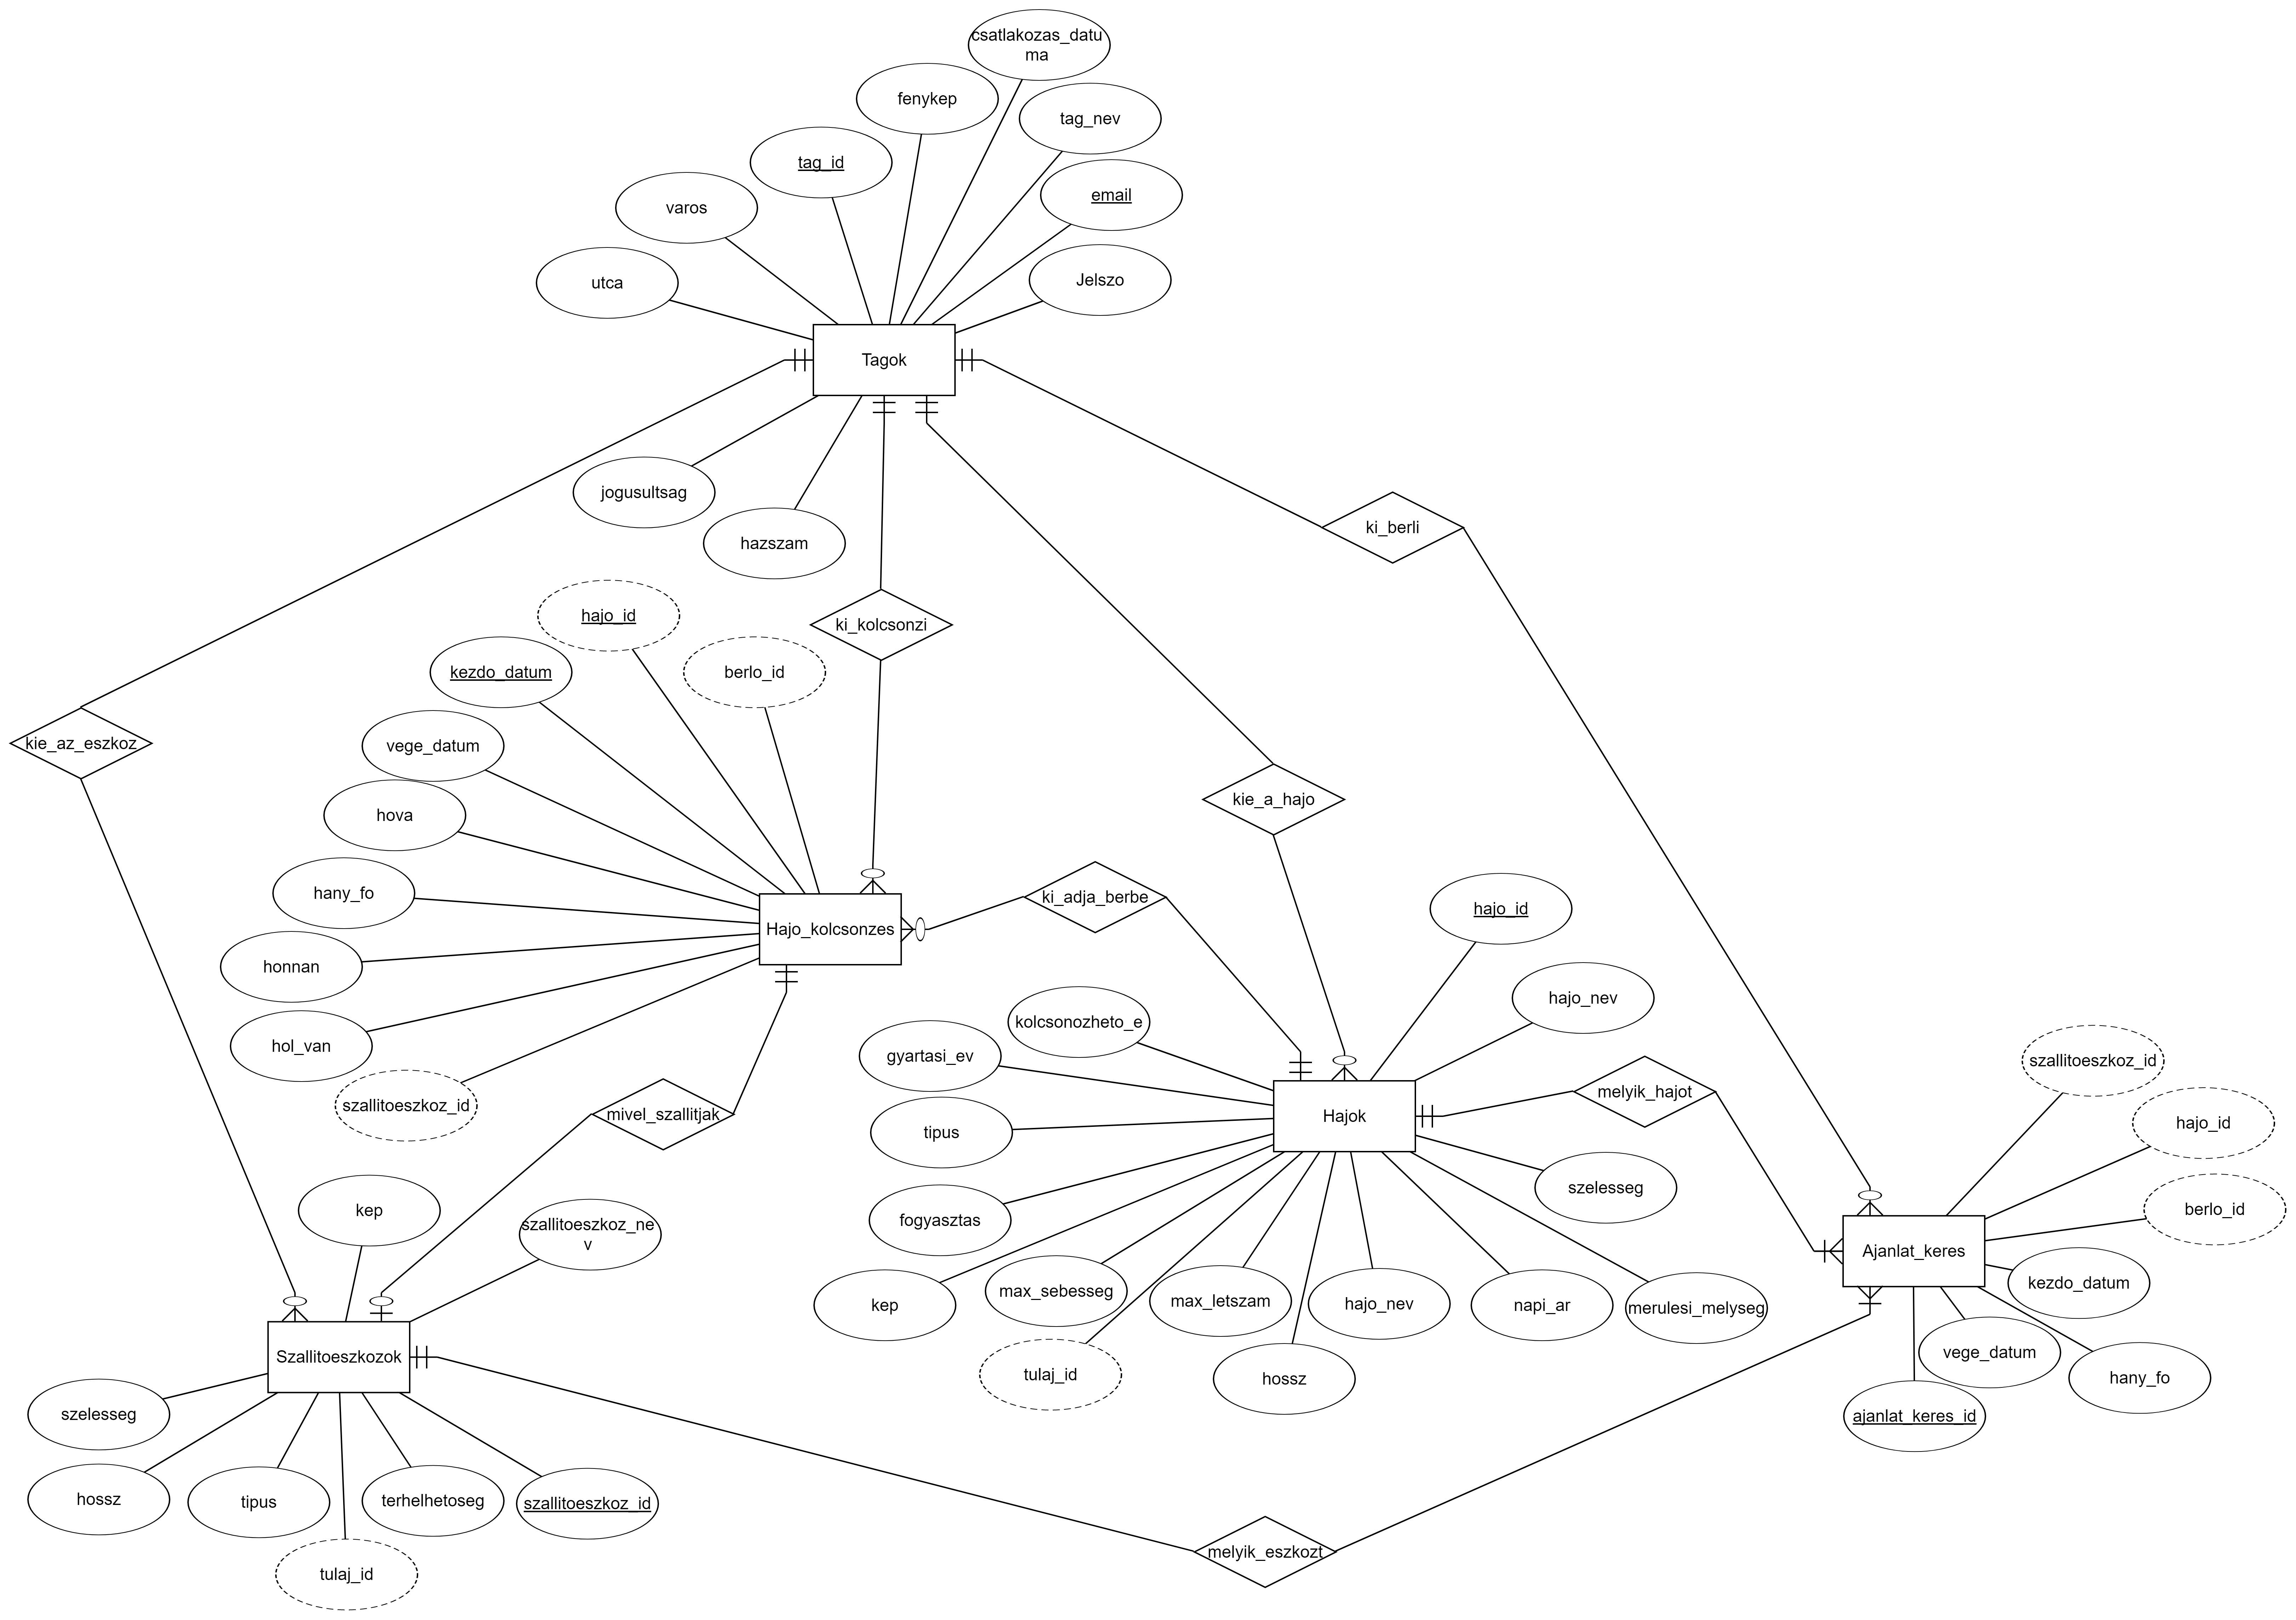 csatlakozas_datu
ma
fenykep
tag_nev
tag_id
email
varos
utca
Jelszo
Tagok
jogusultsag
hazszam
ki_berli
hajo_id
ki_kolcsonzi
kezdo_datum
berlo_id
kie_az_eszkoz
vege_datum
hova
kie_a_hajo
hany_fo
ki_adja_berbe
hajo_id
Hajo_kolcsonzes
honnan
hajo_nev
kolcsonozheto_e
hol_van
gyartasi_ev
szallitoeszkoz_id
szallitoeszkoz_id
mivel_szallitjak
melyik_hajot
Hajok
hajo_id
tipus
szelesseg
kep
berlo_id
fogyasztas
szallitoeszkoz_ne
v
Ajanlat_keres
kezdo_datum
max_sebesseg
max_letszam
kep
hajo_nev
napi_ar
merulesi_melyseg
Szallitoeszkozok
vege_datum
tulaj_id
hossz
hany_fo
szelesseg
ajanlat_keres_id
hossz
tipus
terhelhetoseg
szallitoeszkoz_id
melyik_eszkozt
tulaj_id